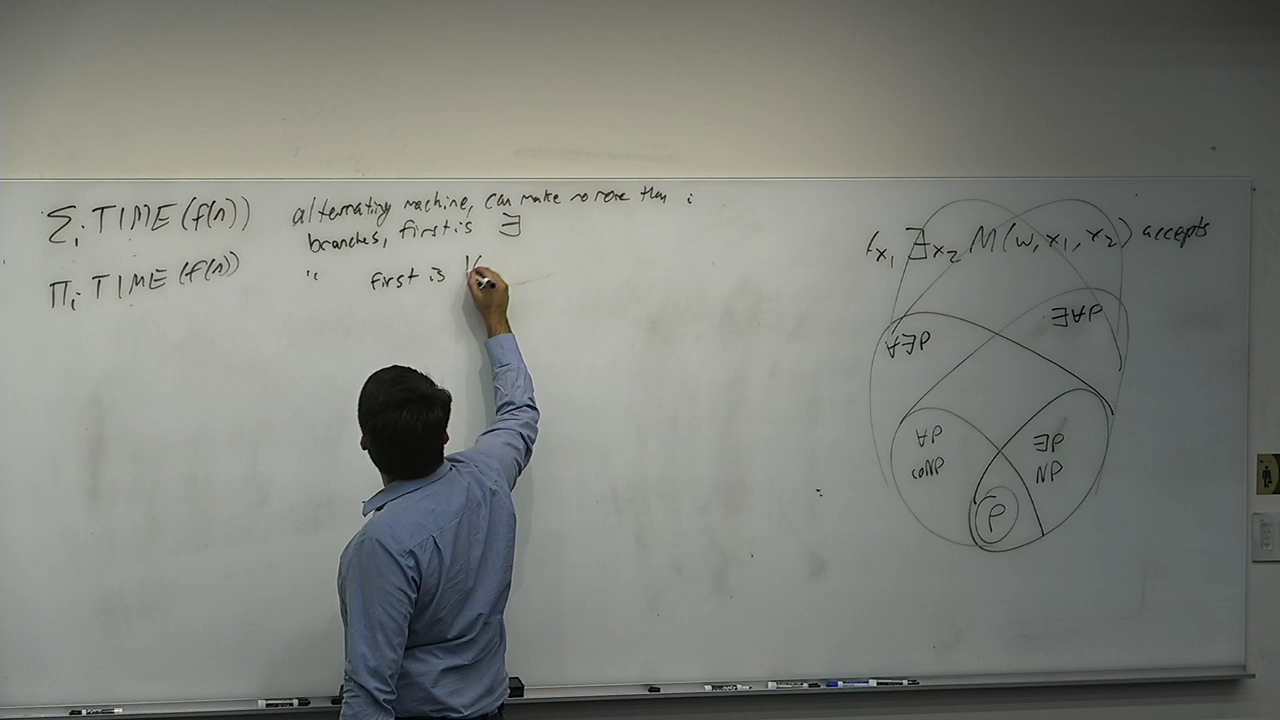 Σᵢ TIME(f(n)) alternating machine, can make no more than i
branches, first is ∃
Πᵢ TIME(f(n)) " first is ∀
x₁ ∃x₂ M(w, x₁, x₂) accepts
∀∃P
∃∀P
∀P
coNP
∃P
NP
P